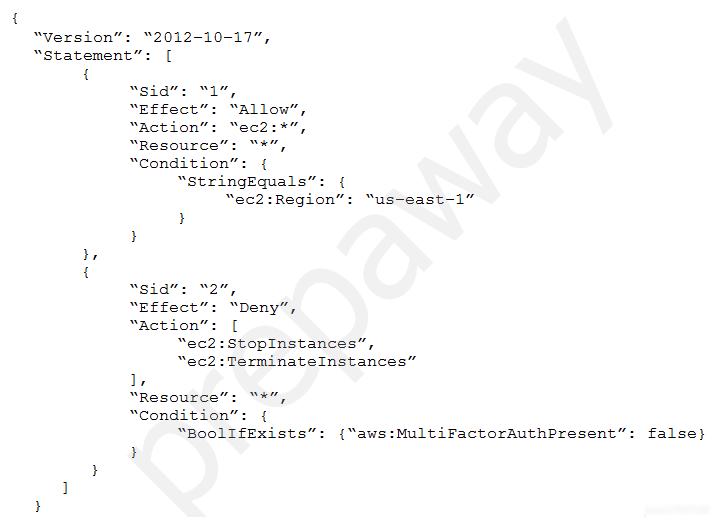 {
“Version”: “2012-10-17”,
“Statement”: [
{
“Sid”: “1”,
“Effect”: “Allow”,
“Action”: “ec2:*”,
“Resource”: “*”,
“Condition”: {
“StringEquals”: {
“ec2:Region”: “us-east-1”
}
}
},
{
“Sid”: “2”,
“Effect”: “Deny”,
“Action”: [
“ec2:StopInstances”,
“ec2:TerminateInstances”
],
“Resource”: “*”,
“Condition”: {
“BoolIfExists”: {“aws:MultiFactorAuthPresent”: false}
}
}
]
}
prepaway